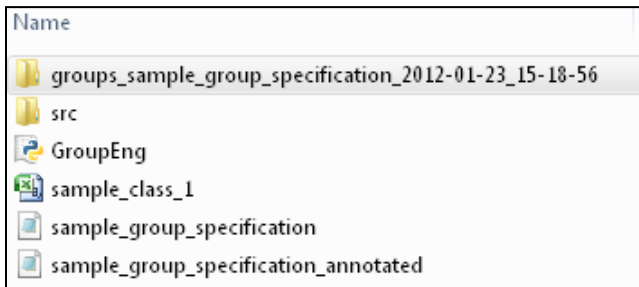 Name
groups_sample_group_specification_2012-01-23_15-18-56
src
GroupEng
sample_class_1
sample_group_specification
sample_group_specification_annotated